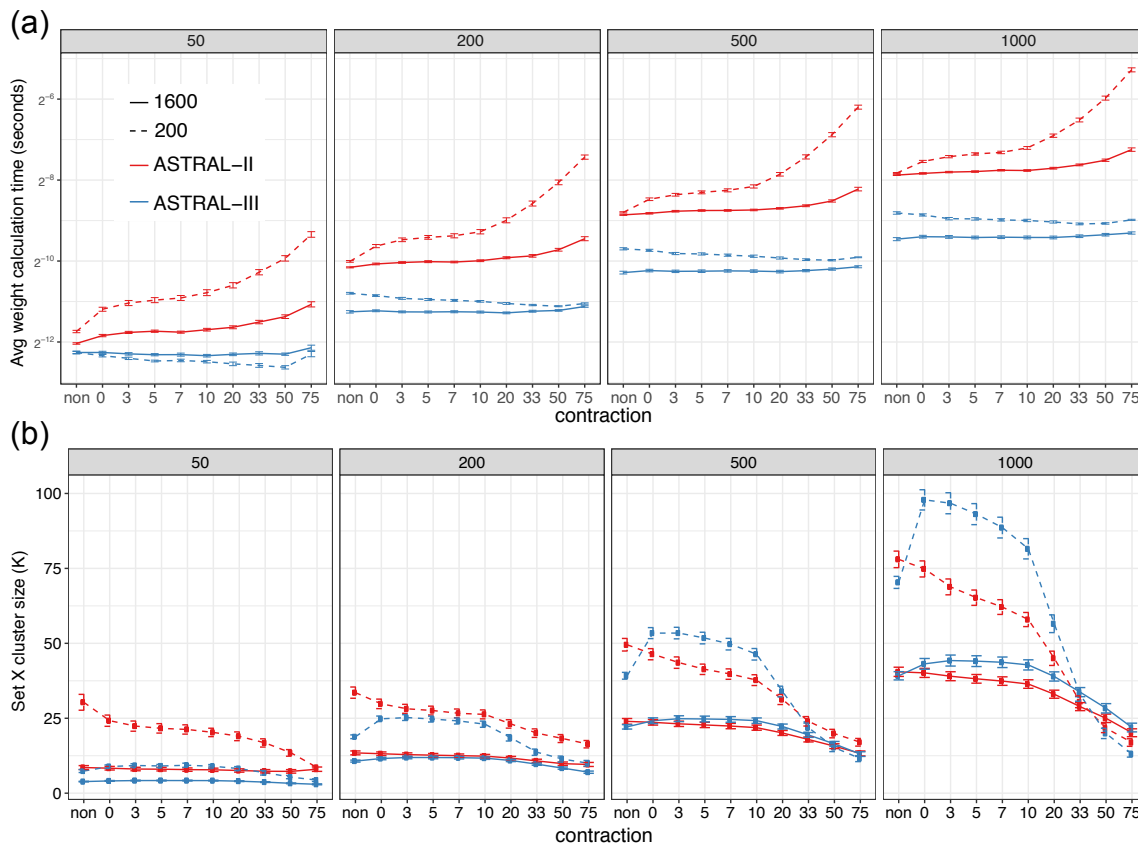 (a)
50 200 500 1000
Avg weight calculation time (seconds)
2^-6
2^-8
2^-10
2^-12
1600
200
ASTRAL-II
ASTRAL-III
non 0 3 5 7 10 20 33 50 75 non 0 3 5 7 10 20 33 50 75 non 0 3 5 7 10 20 33 50 75 non 0 3 5 7 10 20 33 50 75
contraction
(b)
50 200 500 1000
Set X cluster size (K)
100
75
50
25
0
non 0 3 5 7 10 20 33 50 75 non 0 3 5 7 10 20 33 50 75 non 0 3 5 7 10 20 33 50 75 non 0 3 5 7 10 20 33 50 75
contraction